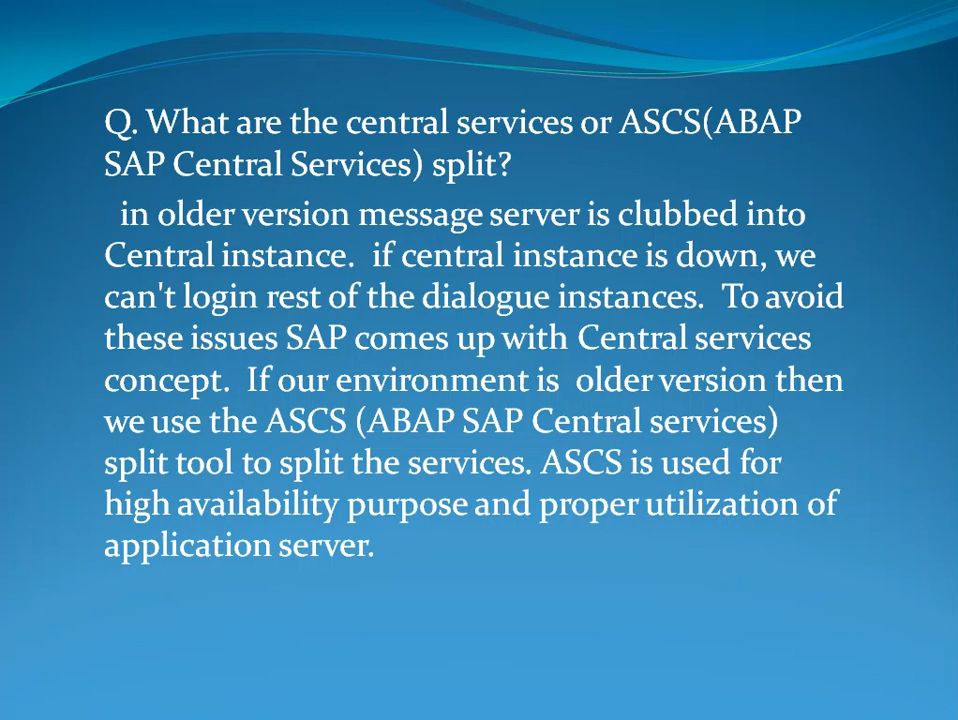 Q. What are the central services or ASCS(ABAP
SAP Central Services) split?
in older version message server is clubbed into
Central instance. if central instance is down, we
can't login rest of the dialogue instances. To avoid
these issues SAP comes up with Central services
concept. If our environment is older version then
we use the ASCS (ABAP SAP Central services)
split tool to split the services. ASCS is used for
high availability purpose and proper utilization of
application server.